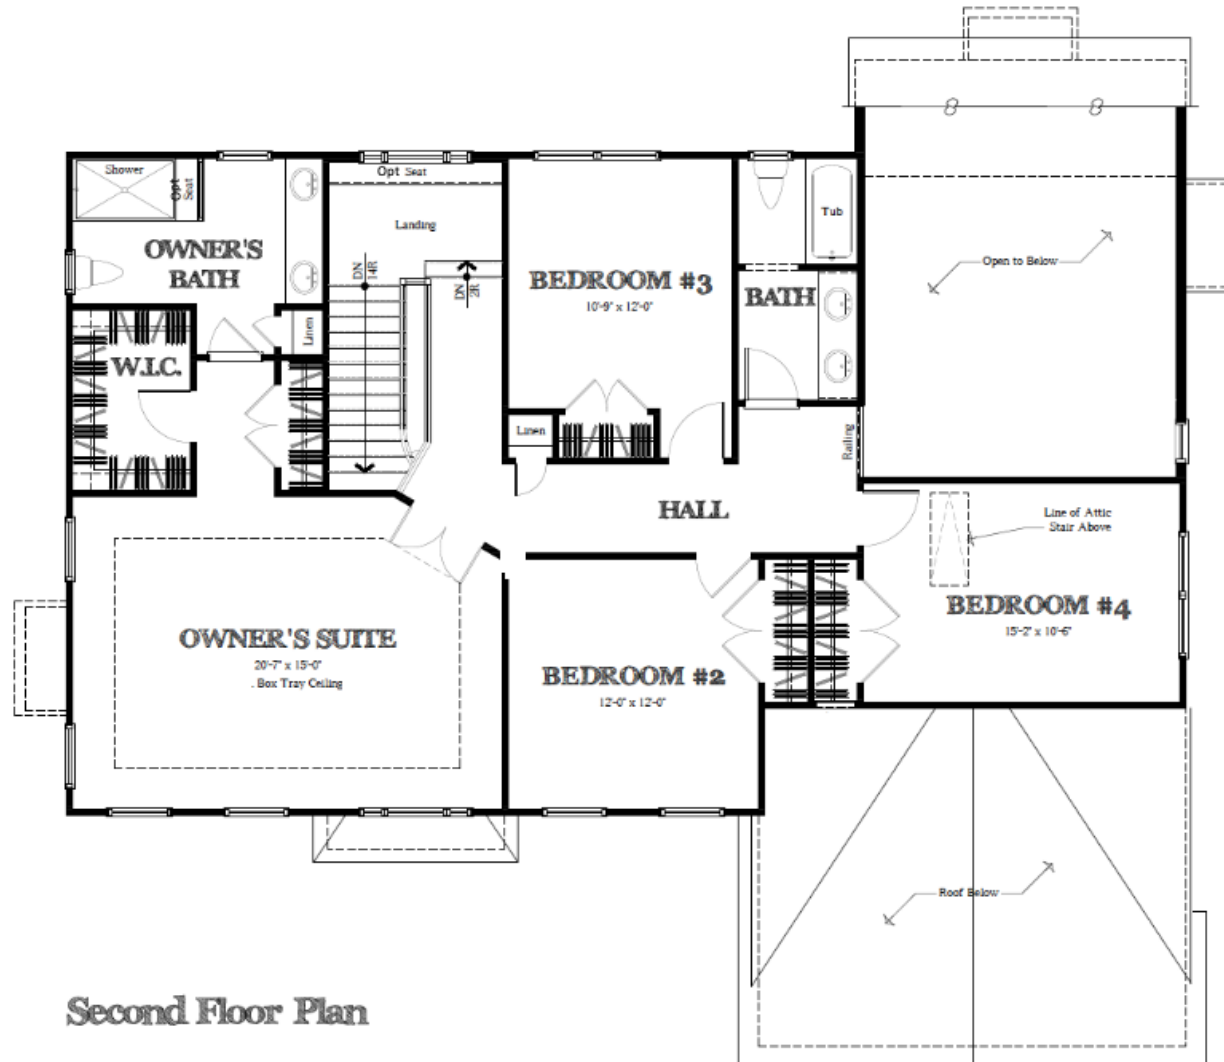 Shower
Opt
Seat
OWNER'S
BATH
Linen
W.I.C.
Opt Seat
Landing
DN
14R
DN
2R
BEDROOM #3
10'-9" x 12'-0"
Linen
Tub
BATH
Open to Below
Railing
HALL
Line of Attic
Stair Above
OWNER'S SUITE
20'-7" x 15'-0"
. Box Tray Ceiling
BEDROOM #2
12'-0" x 12'-0"
BEDROOM #4
15'-2" x 10'-6"
Roof Below
Second Floor Plan